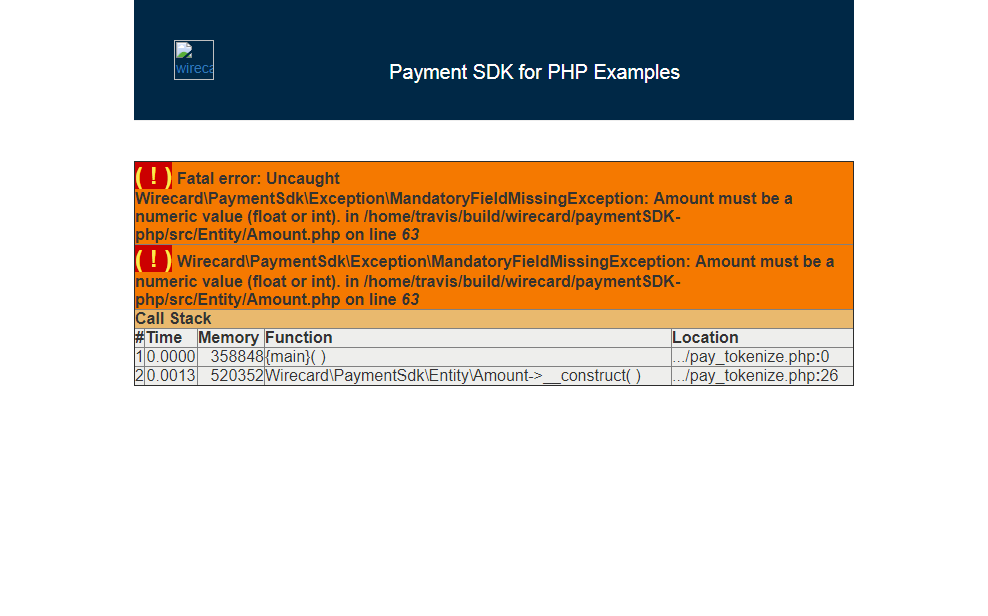 wireca
Payment SDK for PHP Examples
( ! ) Fatal error: Uncaught
Wirecard\PaymentSdk\Exception\MandatoryFieldMissingException: Amount must be a
numeric value (float or int). in /home/travis/build/wirecard/paymentSDK-
php/src/Entity/Amount.php on line 63
( ! ) Wirecard\PaymentSdk\Exception\MandatoryFieldMissingException: Amount must be a
numeric value (float or int). in /home/travis/build/wirecard/paymentSDK-
php/src/Entity/Amount.php on line 63
Call Stack
# Time Memory Function Location
1 0.0000 358848 {main}( ) .../pay_tokenize.php:0
2 0.0013 520352 Wirecard\PaymentSdk\Entity\Amount->__construct( ) .../pay_tokenize.php:26